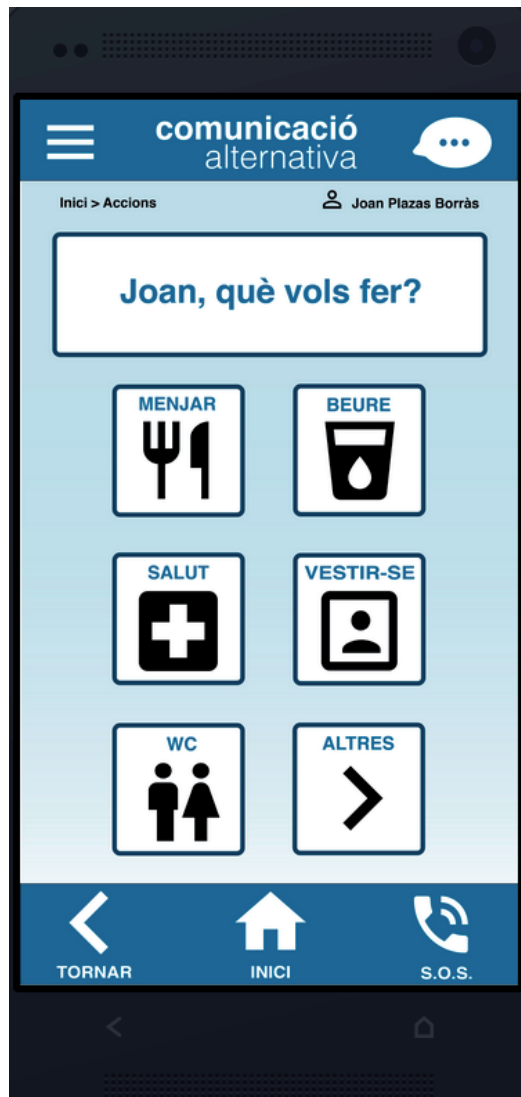 comunicació
alternativa
Inici > Accions
Joan Plazas Borràs
Joan, què vols fer?
MENJAR
BEURE
SALUT
VESTIR-SE
WC
ALTRES
TORNAR
INICI
S.O.S.